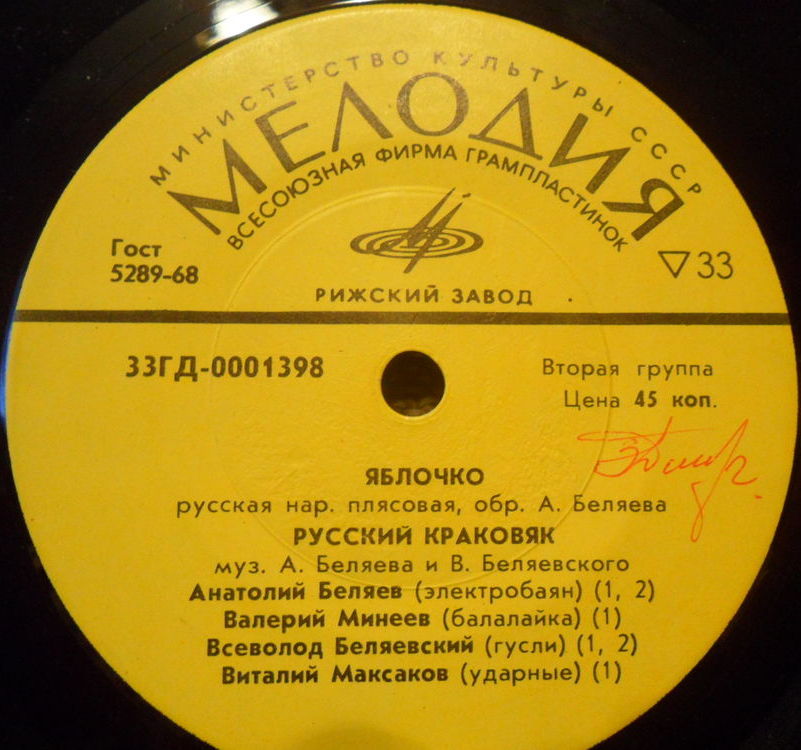 МИНИСТЕРСТВО КУЛЬТУРЫ СССР
МЕЛОДИЯ
ВСЕСОЮЗНАЯ ФИРМА ГРАМПЛАСТИНОК
Гост
5289-68
33
РИЖСКИЙ ЗАВОД
33ГД-0001398
Вторая группа
Цена 45 коп.
ЯБЛОЧКО
русская нар. плясовая, обр. А. Беляева
РУССКИЙ КРАКОВЯК
муз. А. Беляева и В. Беляевского
Анатолий Беляев (электробаян) (1, 2)
Валерий Минеев (балалайка) (1)
Всеволод Беляевский (гусли) (1, 2)
Виталий Максаков (ударные) (1)